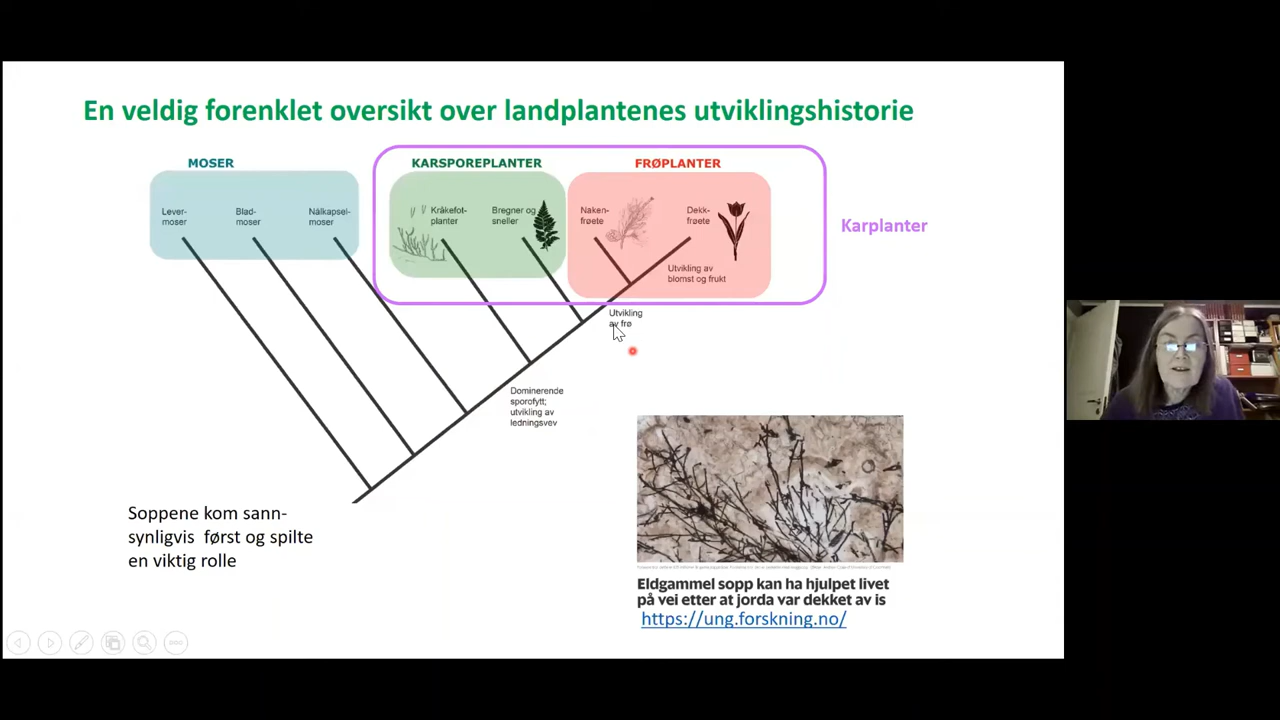 En veldig forenklet oversikt over landplantenes utviklingshistorie
MOSER
KARSPOREPLANTER
FRØPLANTER
Lever-
moser
Blad-
moser
Nålkapsel-
moser
Kråkefot-
planter
Bregner og
sneller
Naken-
frøete
Dekk-
frøete
Karplanter
Utvikling av
blomst og frukt
Utvikling
av frø
Dominerende
sporofytt;
utvikling av
ledningsvev
Soppene kom sann-
synligvis først og spilte
en viktig rolle
Eldgammel sopp kan ha hjulpet livet
på vei etter at jorda var dekket av is
https://ung.forskning.no/